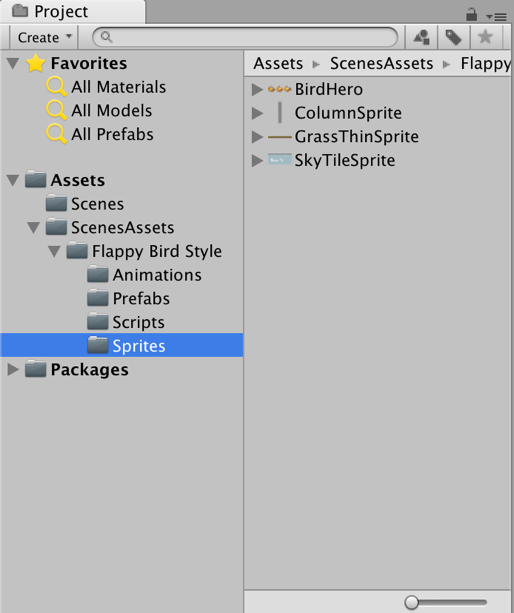 Project
Create
Favorites
All Materials
All Models
All Prefabs
Assets
Scenes
ScenesAssets
Flappy Bird Style
Animations
Prefabs
Scripts
Sprites
Packages
Assets ScenesAssets Flappy
BirdHero
ColumnSprite
GrassThinSprite
SkyTileSprite